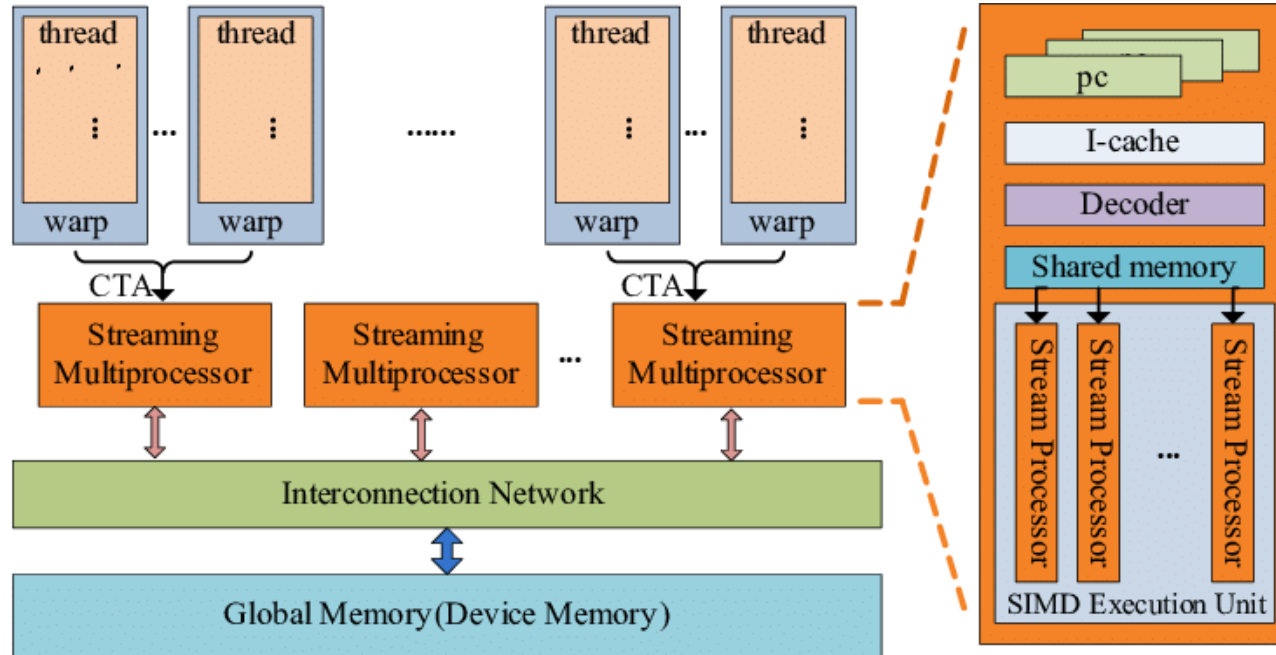 thread
thread
thread
thread
...
......
...
warp
warp
warp
warp
CTA
CTA
Streaming
Multiprocessor
Streaming
Multiprocessor
...
Streaming
Multiprocessor
Interconnection Network
Global Memory(Device Memory)
pc
I-cache
Decoder
Shared memory
Stream Processor
Stream Processor
...
Stream Processor
SIMD Execution Unit